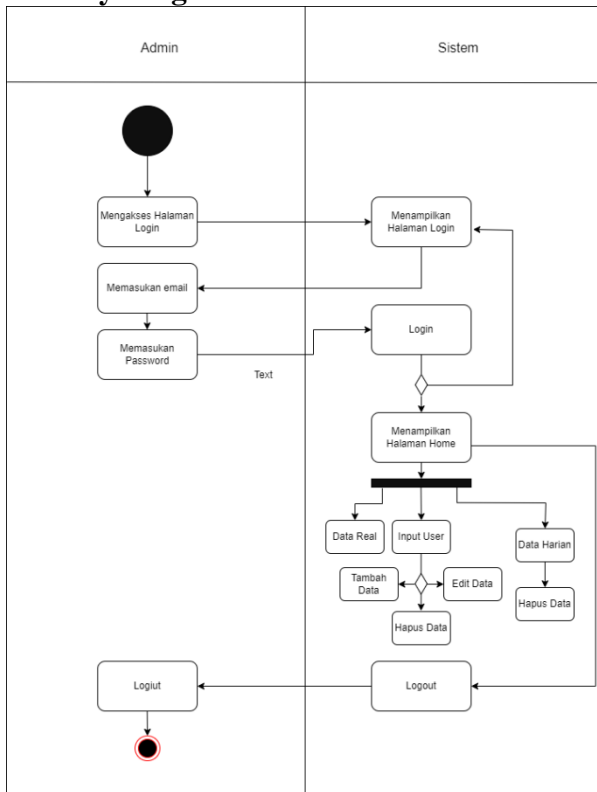 Admin
Sistem
Mengakses Halaman
Login
Menampilkan
Halaman Login
Memasukan email
Login
Memasukan
Password
Text
Menampilkan
Halaman Home
Data Real
Input User
Data Harian
Tambah
Data
Edit Data
Hapus Data
Hapus Data
Logiut
Logout